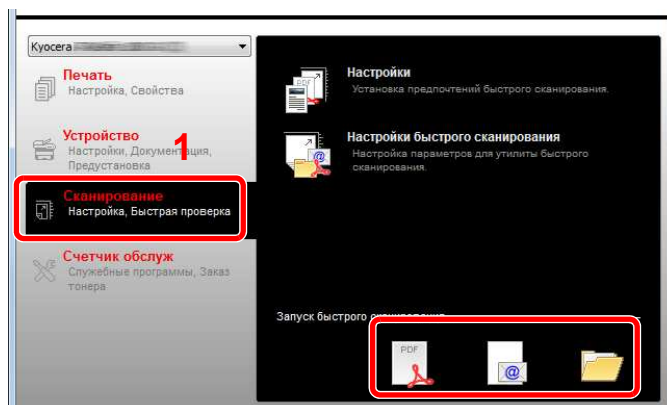 Kyocera
Печать
Настройка, Свойства
Устройство
Настройки, Документация,
Предустановка
1
Сканирование
Настройка, Быстрая проверка
Счетчик обслуж
Служебные программы, Заказ
тонера
Настройки
Установка предпочтений быстрого сканирования.
Настройки быстрого сканирования
Настройка параметров для утилиты быстрого
сканирования.
Запуск быстрого сканирования
PDF
PDF